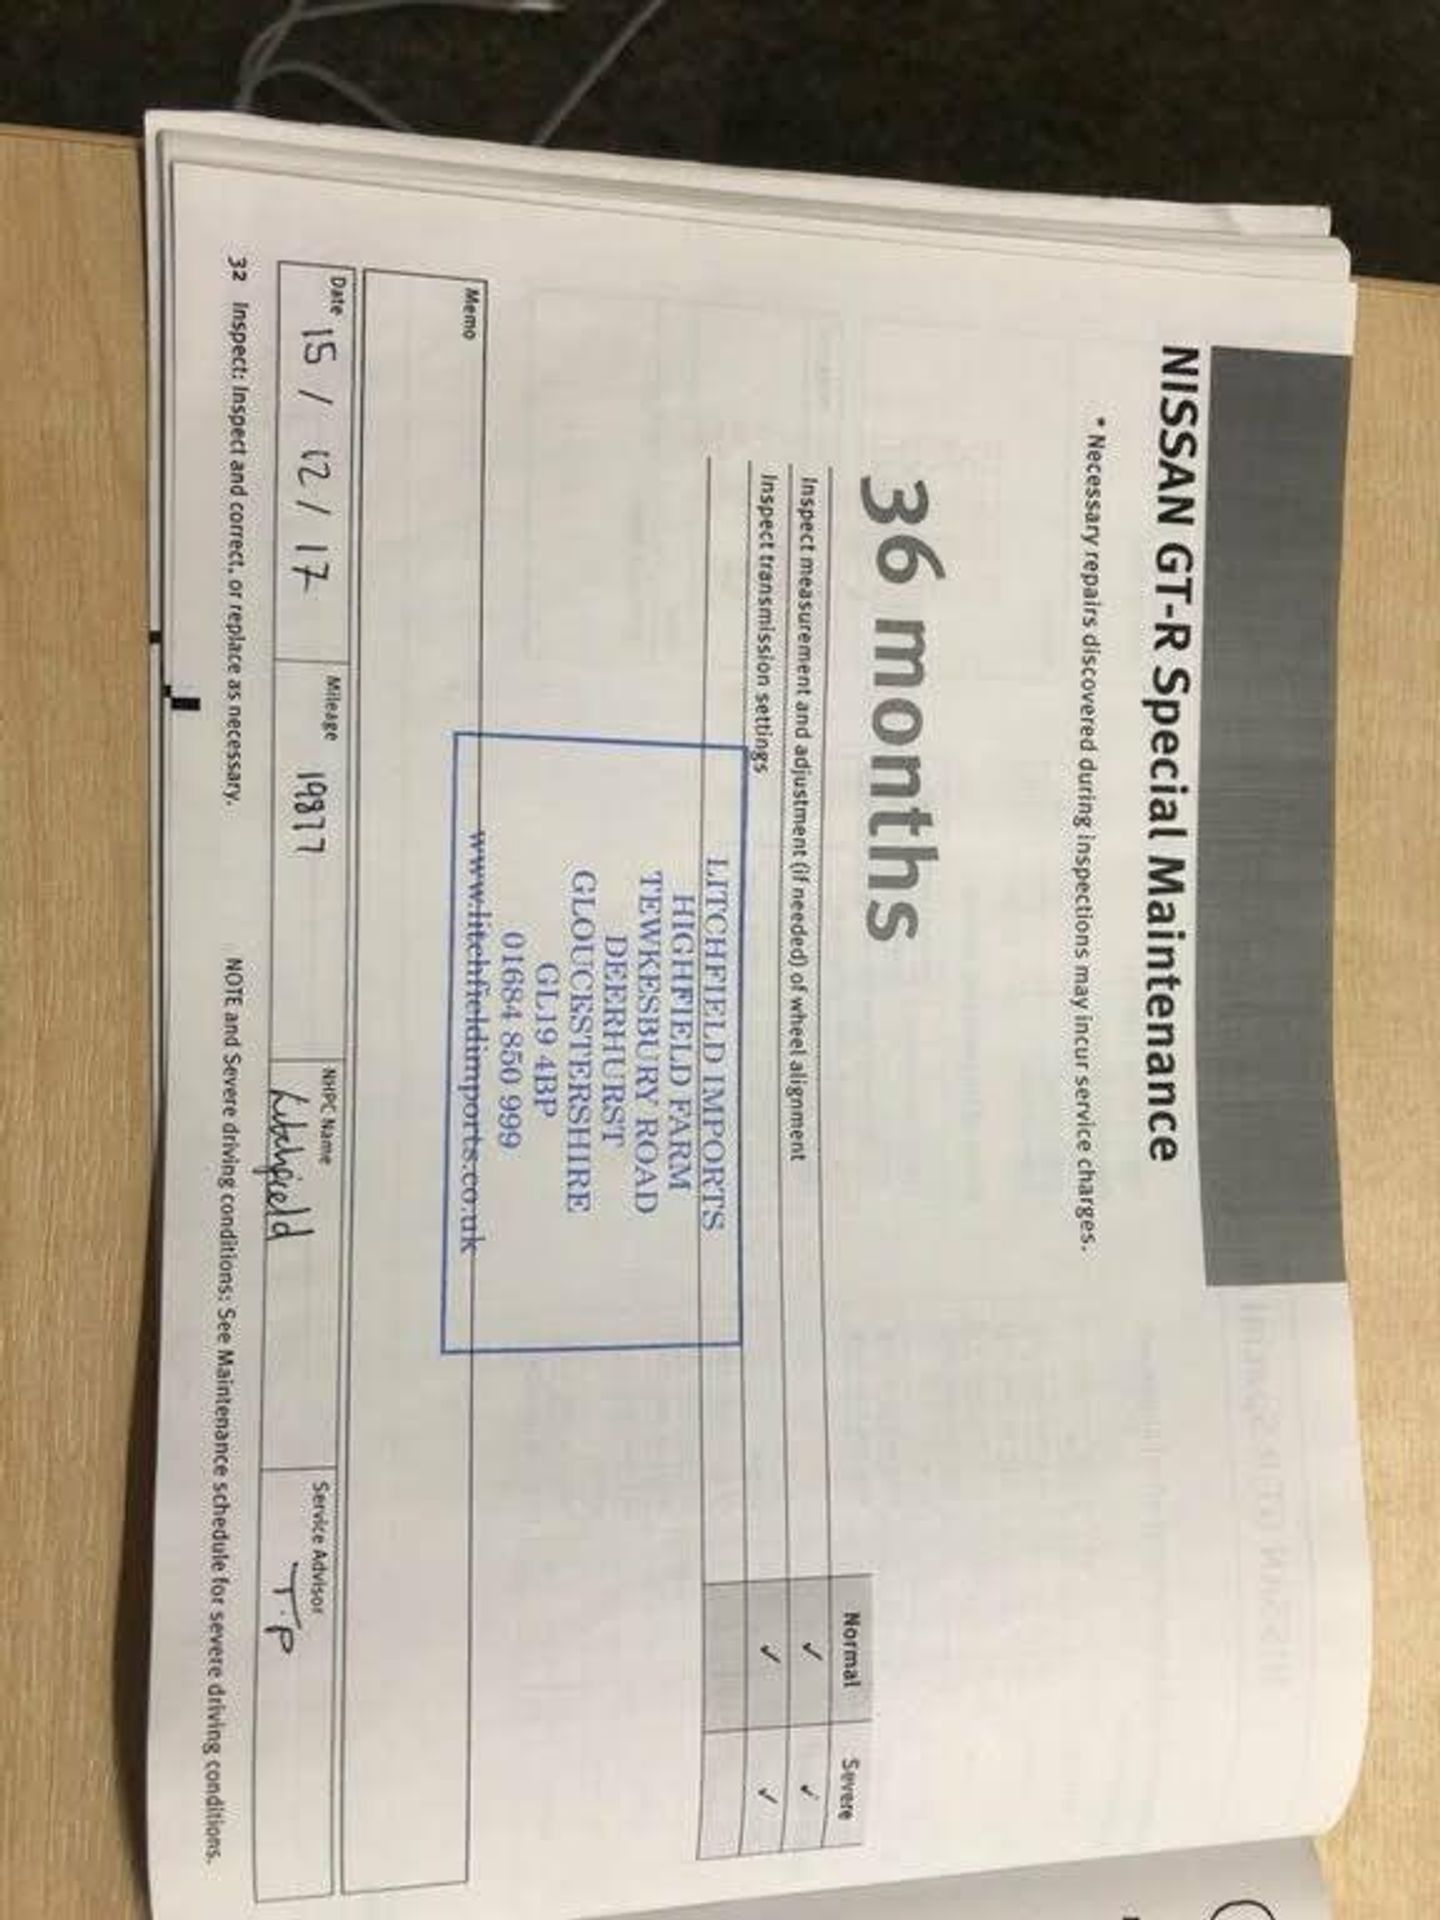 NISSAN GT-R Special Maintenance
* Necessary repairs discovered during inspections may incur service charges.
36 months
Normal Severe
Inspect measurement and adjustment (if needed) of wheel alignment ✓ ✓
Inspect transmission settings ✓ ✓
LITCHFIELD IMPORTS
HIGHFIELD FARM
TEWKESBURY ROAD
DEERHURST
GLOUCESTERSHIRE
GL19 4BP
01684 850 999
www.litchfieldimports.co.uk
Memo
Date 15 / 12 / 17 Mileage 19877 NHPC Name Litchfield Service Advisor T.P
32 Inspect: Inspect and correct, or replace as necessary. NOTE and Severe driving conditions: See Maintenance schedule for severe driving conditions.